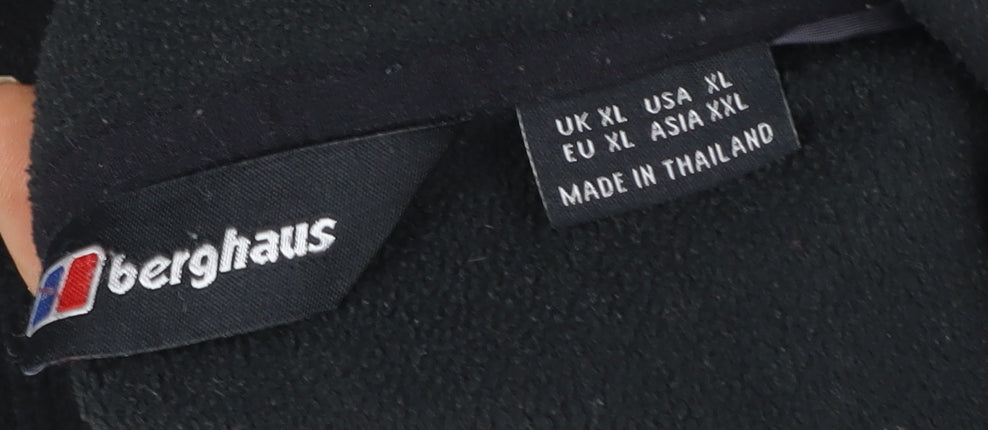 berghaus
UK XL USA XL
EU XL ASIA XXL
MADE IN THAILAND